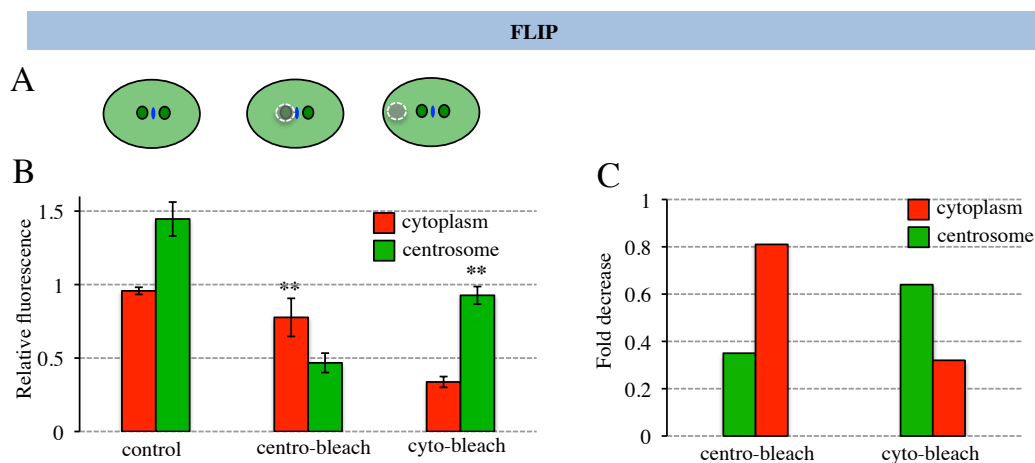 FLIP
A
B
Relative fluorescence
1.5
1
0.5
0
cytoplasm
centrosome
**
**
control
centro-bleach
cyto-bleach
C
Fold decrease
1
0.8
0.6
0.4
0.2
0
cytoplasm
centrosome
centro-bleach
cyto-bleach